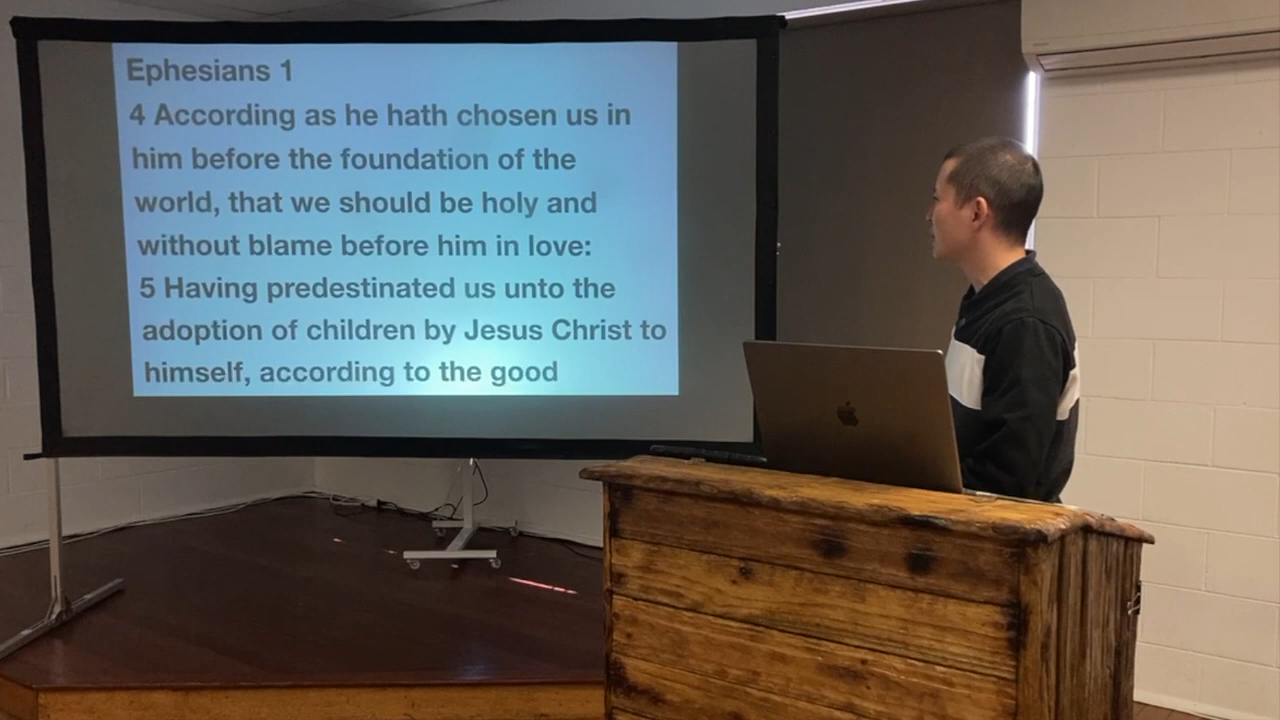 Ephesians 1
4 According as he hath chosen us in
him before the foundation of the
world, that we should be holy and
without blame before him in love:
5 Having predestinated us unto the
adoption of children by Jesus Christ to
himself, according to the good